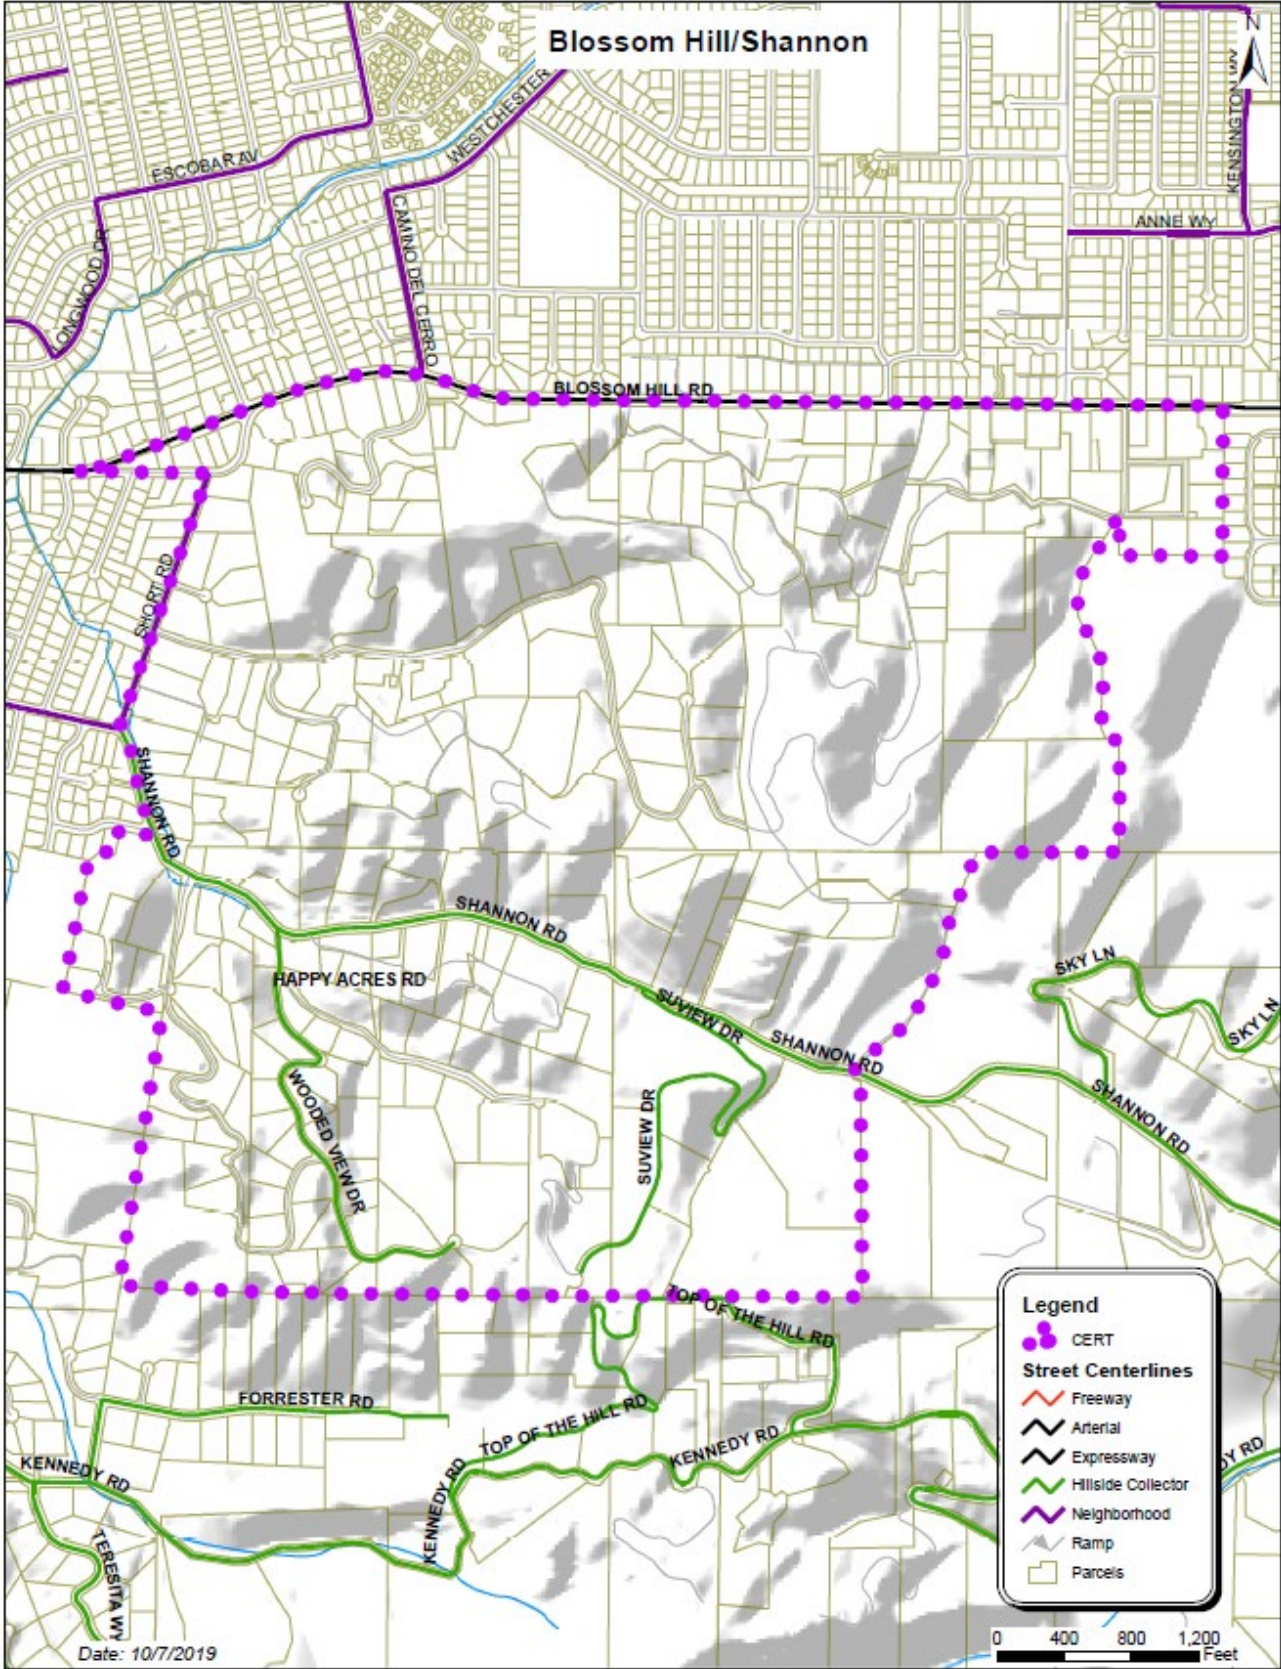 Blossom Hill/Shannon
N
WESTCHESTER
KENSINGTON WY
ESCOBAR AV
ANNE WY
CAMINO DEL CERRO
LONGWOOD DR
BLOSSOM HILL RD
SHORT RD
SHANNON RD
SHANNON RD
HAPPY ACRES RD
SKY LN
SKY LN
SUVIEW DR
SHANNON RD
WOODED VIEW DR
SUVIEW DR
SHANNON RD
TOP OF THE HILL RD
FORRESTER RD
TOP OF THE HILL RD
KENNEDY RD
KENNEDY RD
KENNEDY RD
DY RD
TERESITA WY
Legend
CERT
Street Centerlines
Freeway
Arterial
Expressway
Hillside Collector
Neighborhood
Ramp
Parcels
Date: 10/7/2019
0 400 800 1,200
Feet